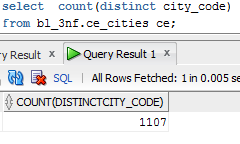 select count(distinct city_code)
from bl_3nf.ce_cities ce;
Query Result × Query Result 1 ×
SQL | All Rows Fetched: 1 in 0.005 se
COUNT(DISTINCTCITY_CODE)
1107